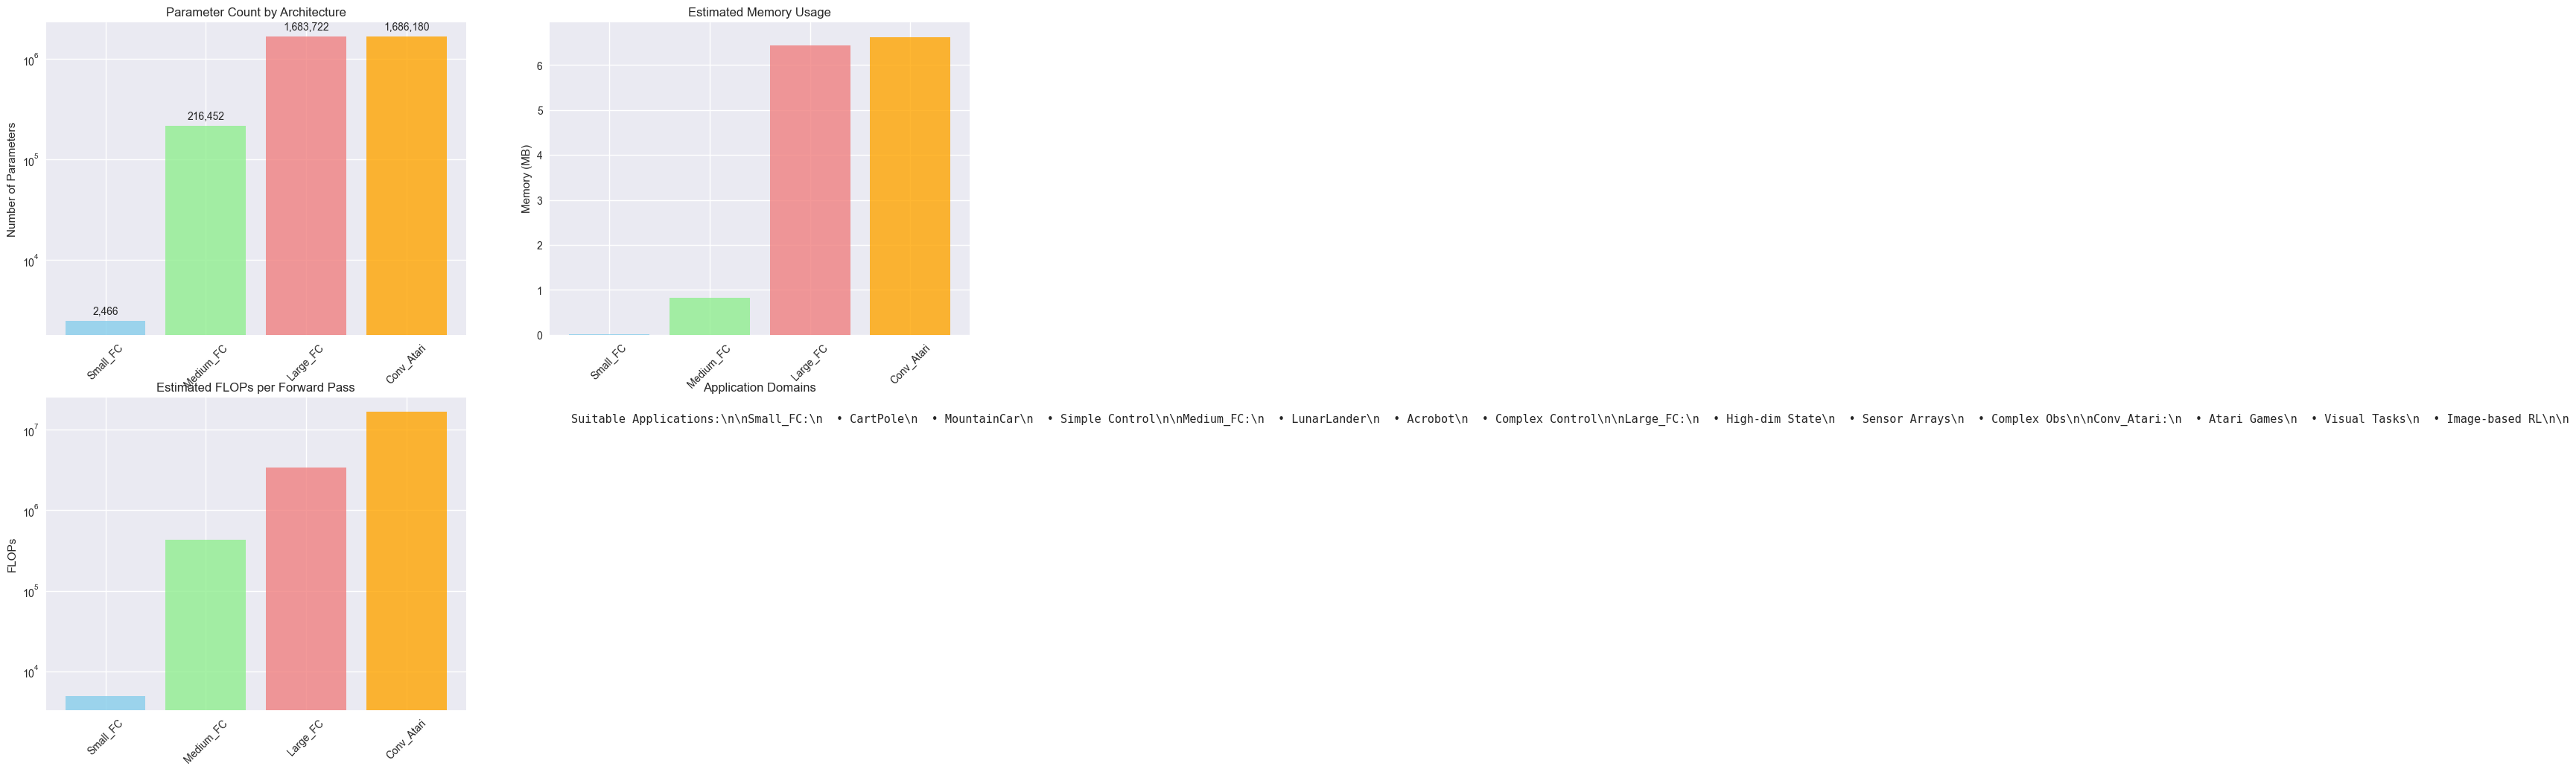 Parameter Count by Architecture
Number of Parameters
10^6
10^5
10^4
2,466
216,452
1,683,722
1,686,180
Small_FC
Medium_FC
Large_FC
Conv_Atari
Estimated Memory Usage
Memory (MB)
6
5
4
3
2
1
0
Small_FC
Medium_FC
Large_FC
Conv_Atari
Estimated FLOPs per Forward Pass
FLOPs
10^7
10^6
10^5
10^4
Small_FC
Medium_FC
Large_FC
Conv_Atari
Application Domains
Suitable Applications:\n\nSmall_FC:\n  • CartPole\n  • MountainCar\n  • Simple Control\n\nMedium_FC:\n  • LunarLander\n  • Acrobot\n  • Complex Control\n\nLarge_FC:\n  • High-dim State\n  • Sensor Arrays\n  • Complex Obs\n\nConv_Atari:\n  • Atari Games\n  • Visual Tasks\n  • Image-based RL\n\n